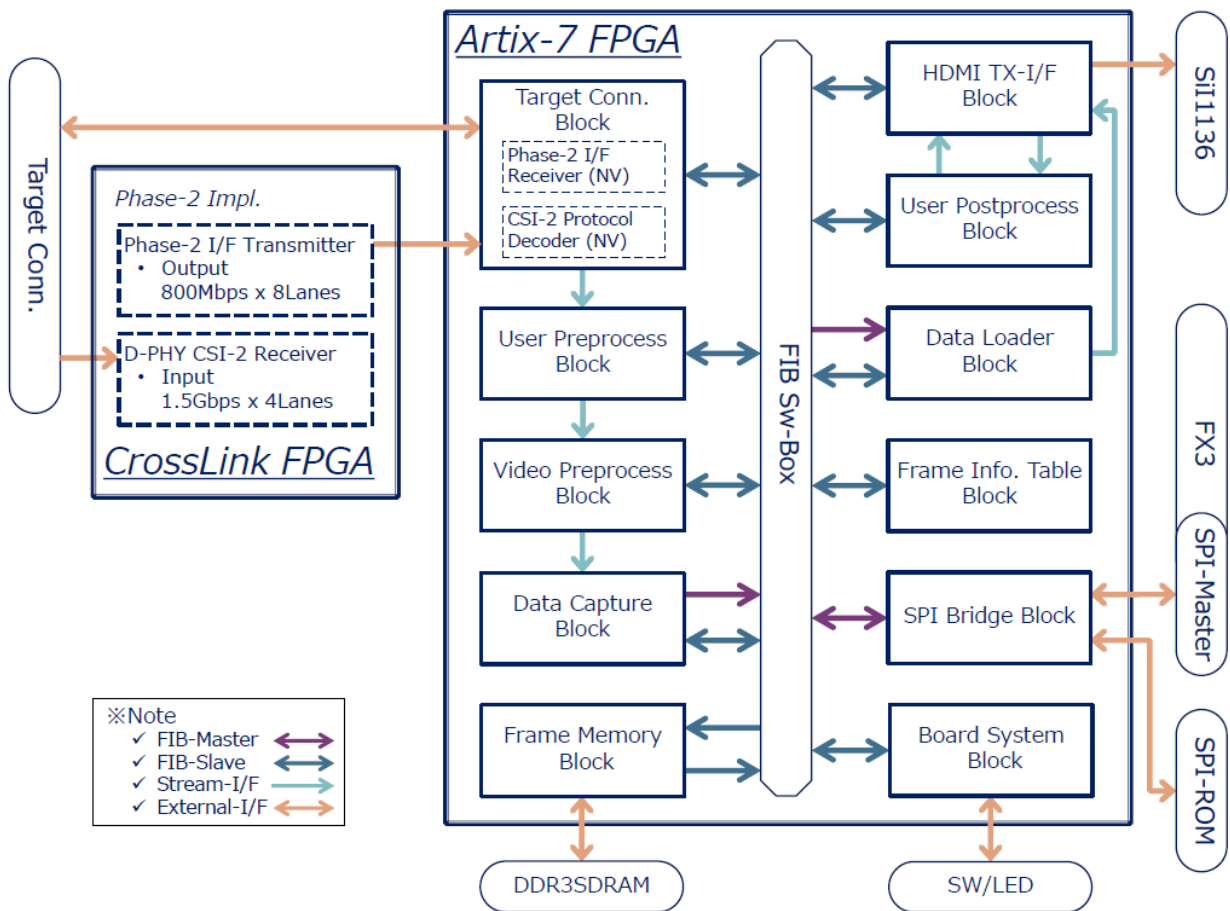 Artix-7 FPGA
Target Conn.
Block
Phase-2 I/F
Receiver (NV)
CSI-2 Protocol
Decoder (NV)
User Preprocess
Block
Video Preprocess
Block
Data Capture
Block
Frame Memory
Block
FIB Sw-Box
HDMI TX-I/F
Block
User Postprocess
Block
Data Loader
Block
Frame Info. Table
Block
SPI Bridge Block
Board System
Block
Target Conn.
Phase-2 Impl.
Phase-2 I/F Transmitter
• Output
800Mbps x 8Lanes
D-PHY CSI-2 Receiver
• Input
1.5Gbps x 4Lanes
CrossLink FPGA
SiI1136
FX3
SPI-Master
SPI-ROM
※Note
✓ FIB-Master
✓ FIB-Slave
✓ Stream-I/F
✓ External-I/F
DDR3SDRAM
SW/LED